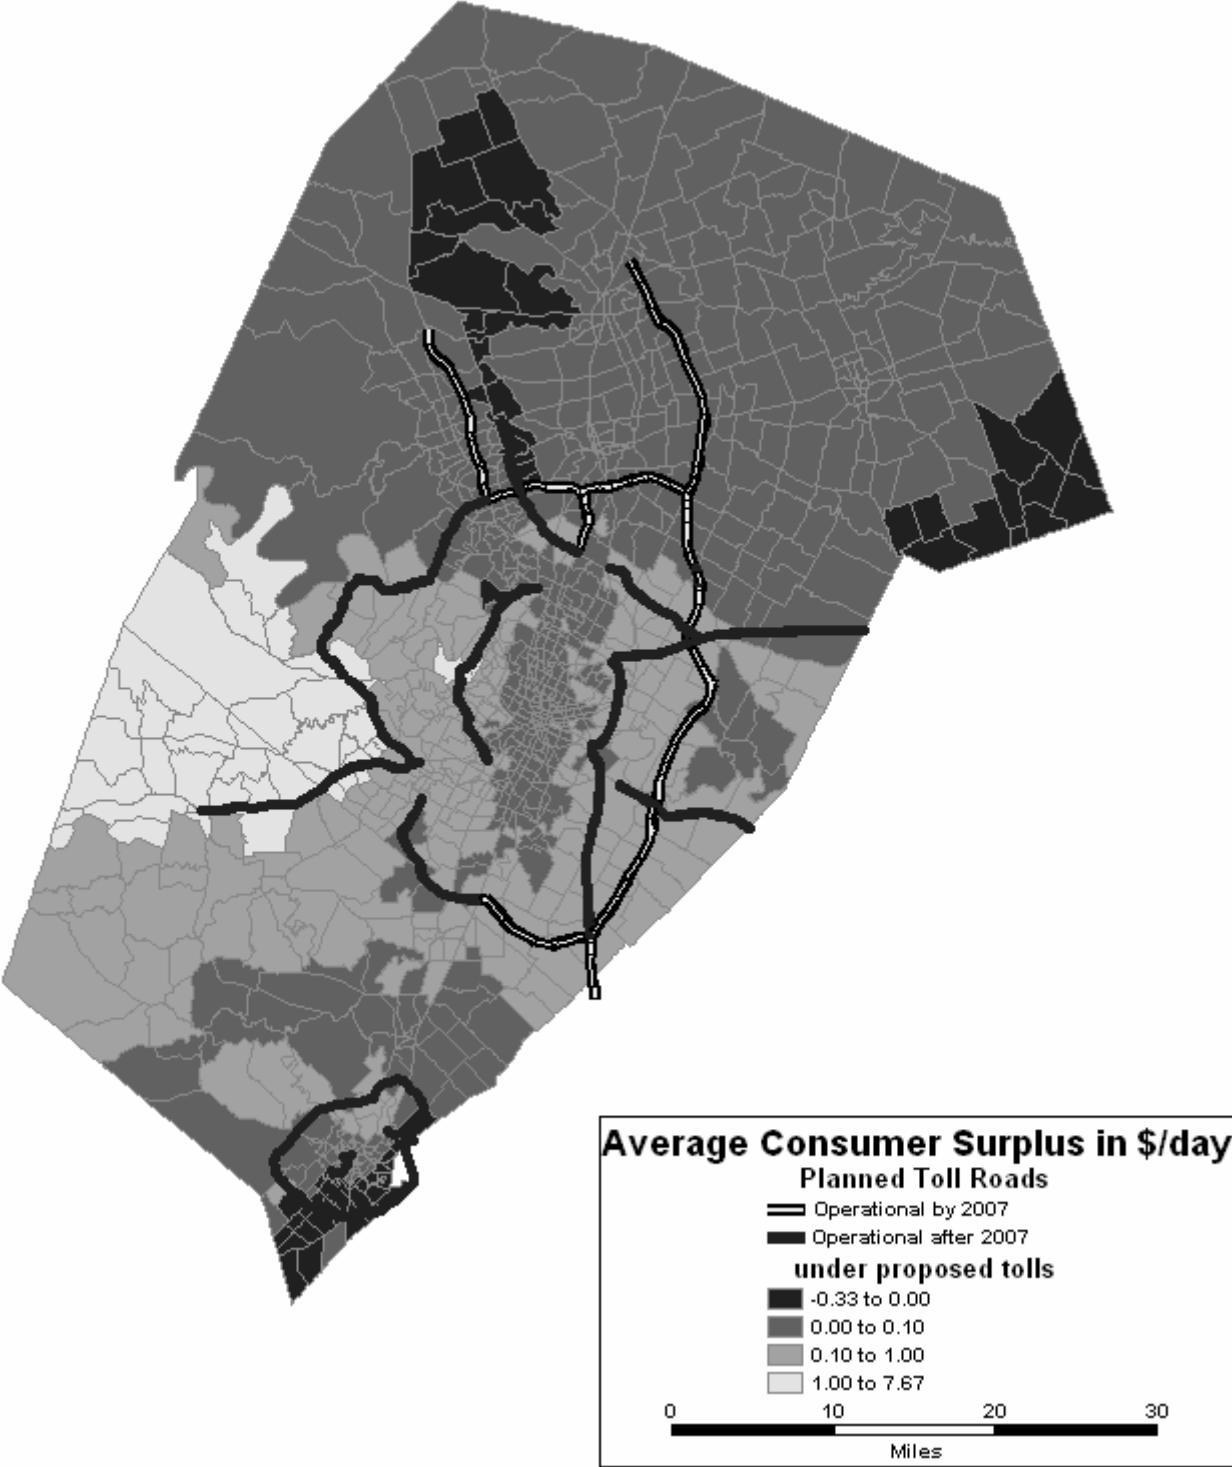 Average Consumer Surplus in $/day
Planned Toll Roads
Operational by 2007
Operational after 2007
under proposed tolls
-0.33 to 0.00
0.00 to 0.10
0.10 to 1.00
1.00 to 7.67
0 10 20 30
Miles